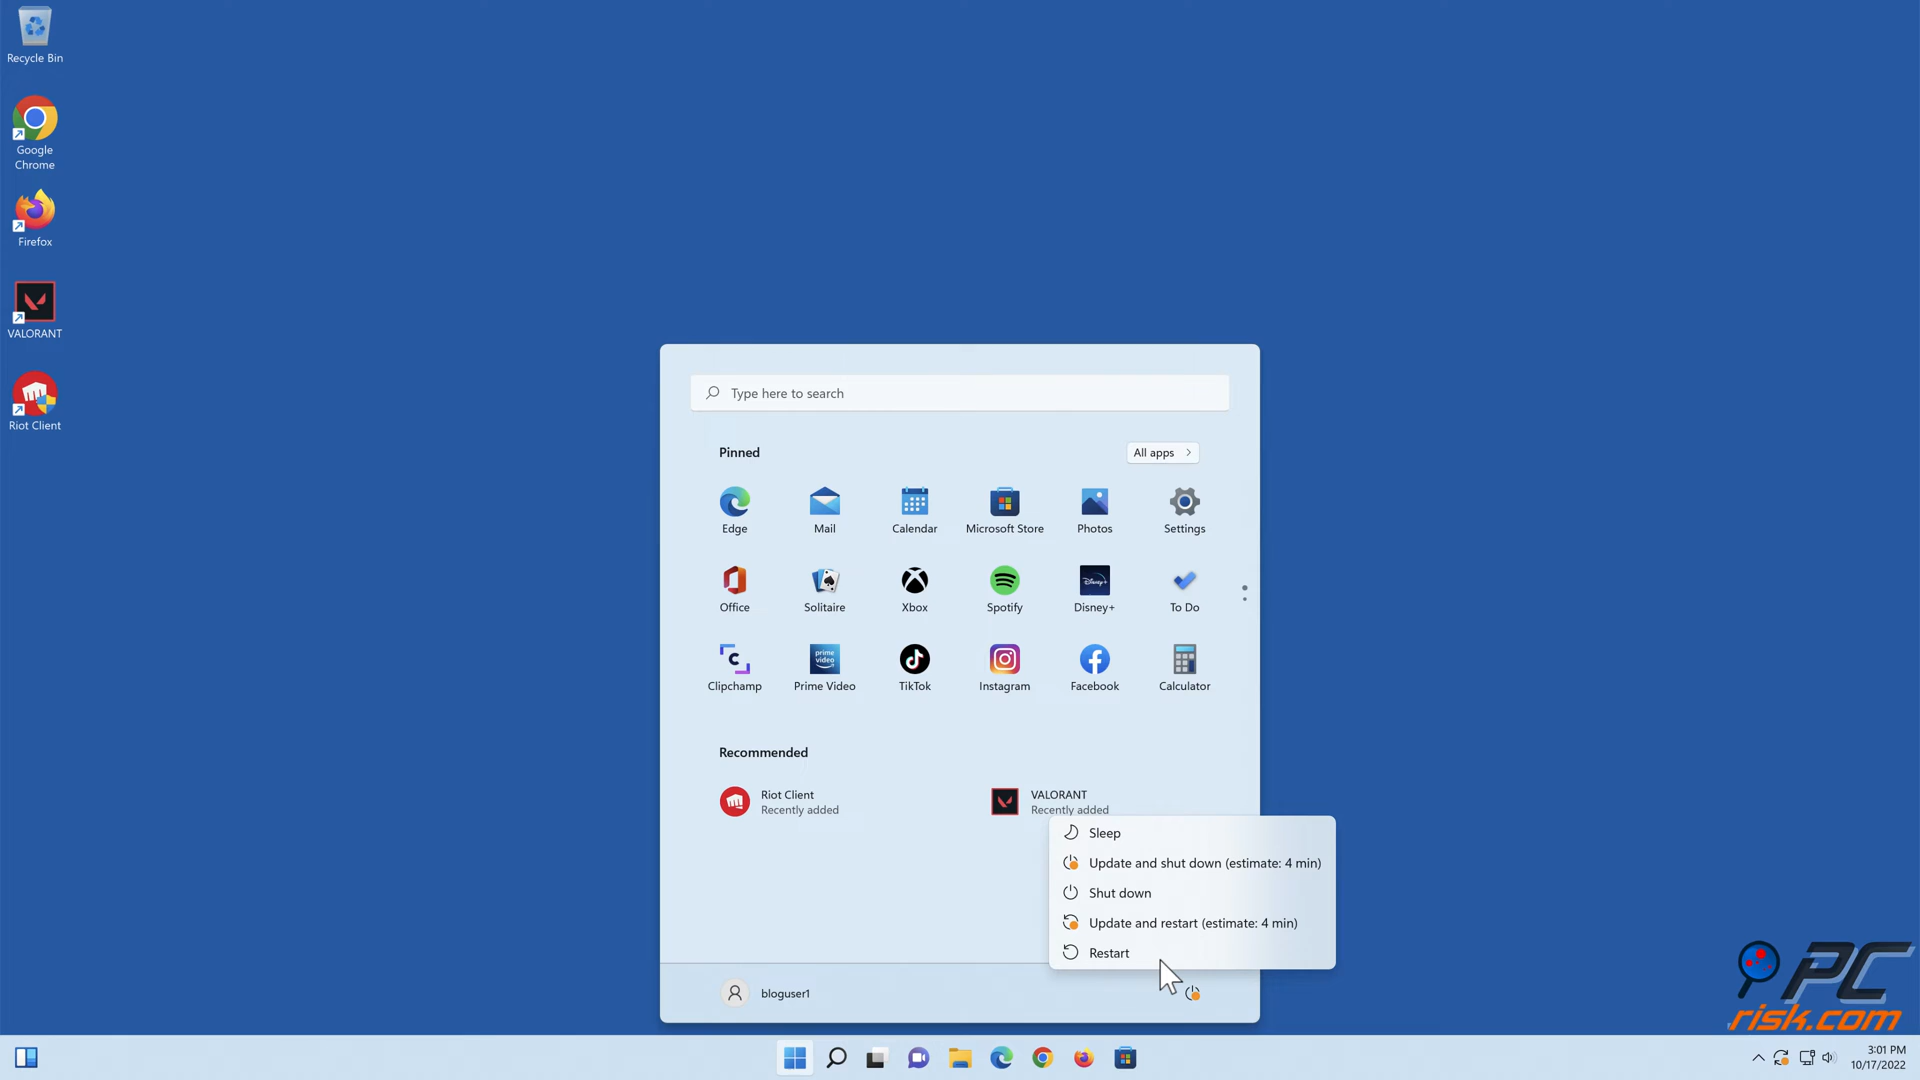 Recycle Bin
Google
Chrome
Firefox
VALORANT
Riot Client
Type here to search
Pinned
All apps
Edge
Mail
Calendar
Microsoft Store
Photos
Settings
Office
Solitaire
Xbox
Spotify
Disney+
Disney+
To Do
prime
video
Clipchamp
Prime Video
TikTok
Instagram
Facebook
Calculator
Recommended
Riot Client
Recently added
VALORANT
Recently added
Sleep
Update and shut down (estimate: 4 min)
Shut down
Update and restart (estimate: 4 min)
Restart
bloguser1
PC
risk.com
3:01 PM
10/17/2022